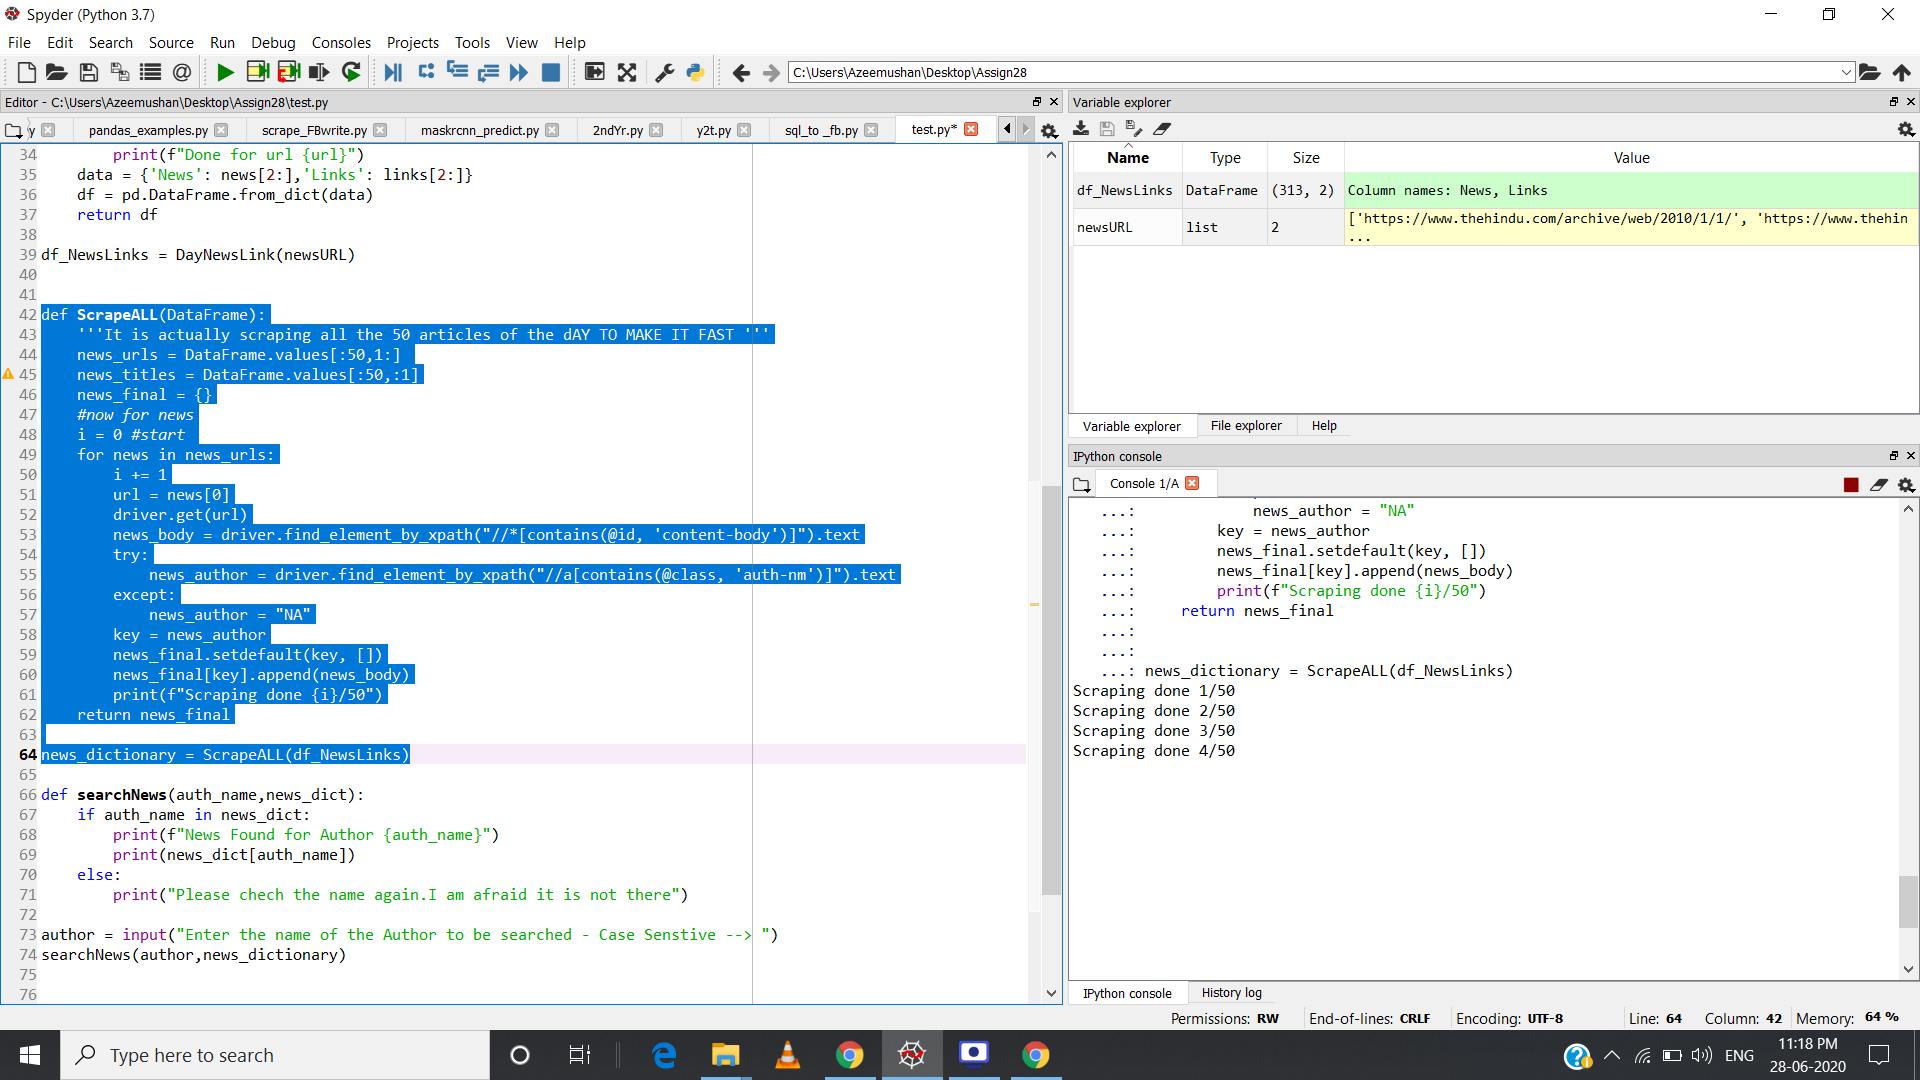 Spyder (Python 3.7)
File Edit Search Source Run Debug Consoles Projects Tools View Help
C:\Users\Azeemushan\Desktop\Assign28
Editor - C:\Users\Azeemushan\Desktop\Assign28\test.py
y pandas_examples.py scrape_FBwrite.py maskrcnn_predict.py 2ndYr.py y2t.py sql_to _fb.py test.py*
34         print(f"Done for url {url}")
35     data = {'News': news[2:],'Links': links[2:]}
36     df = pd.DataFrame.from_dict(data)
37     return df
38
39 df_NewsLinks = DayNewsLink(newsURL)
40
41
42 def ScrapeALL(DataFrame):
43     '''It is actually scraping all the 50 articles of the dAY TO MAKE IT FAST '''
44     news_urls = DataFrame.values[:50,1:]
45     news_titles = DataFrame.values[:50,:1]
46     news_final = {}
47     #now for news
48     i = 0 #start
49     for news in news_urls:
50         i += 1
51         url = news[0]
52         driver.get(url)
53         news_body = driver.find_element_by_xpath("//*[contains(@id, 'content-body')]").text
54         try:
55             news_author = driver.find_element_by_xpath("//a[contains(@class, 'auth-nm')]").text
56         except:
57             news_author = "NA"
58         key = news_author
59         news_final.setdefault(key, [])
60         news_final[key].append(news_body)
61         print(f"Scraping done {i}/50")
62     return news_final
63
64 news_dictionary = ScrapeALL(df_NewsLinks)
65
66 def searchNews(auth_name,news_dict):
67     if auth_name in news_dict:
68         print(f"News Found for Author {auth_name}")
69         print(news_dict[auth_name])
70     else:
71         print("Please chech the name again.I am afraid it is not there")
72
73 author = input("Enter the name of the Author to be searched - Case Senstive --> ")
74 searchNews(author,news_dictionary)
75
76
Variable explorer
Name Type Size Value
df_NewsLinks DataFrame (313, 2) Column names: News, Links
newsURL list 2 ['https://www.thehindu.com/archive/web/2010/1/1/', 'https://www.thehin
...
Variable explorer File explorer Help
IPython console
Console 1/A
...:             news_author = "NA"
...:         key = news_author
...:         news_final.setdefault(key, [])
...:         news_final[key].append(news_body)
...:         print(f"Scraping done {i}/50")
...:     return news_final
...:
...:
...: news_dictionary = ScrapeALL(df_NewsLinks)
Scraping done 1/50
Scraping done 2/50
Scraping done 3/50
Scraping done 4/50
IPython console History log
Permissions: RW End-of-lines: CRLF Encoding: UTF-8 Line: 64 Column: 42 Memory: 64 %
Type here to search
ENG
11:18 PM
28-06-2020